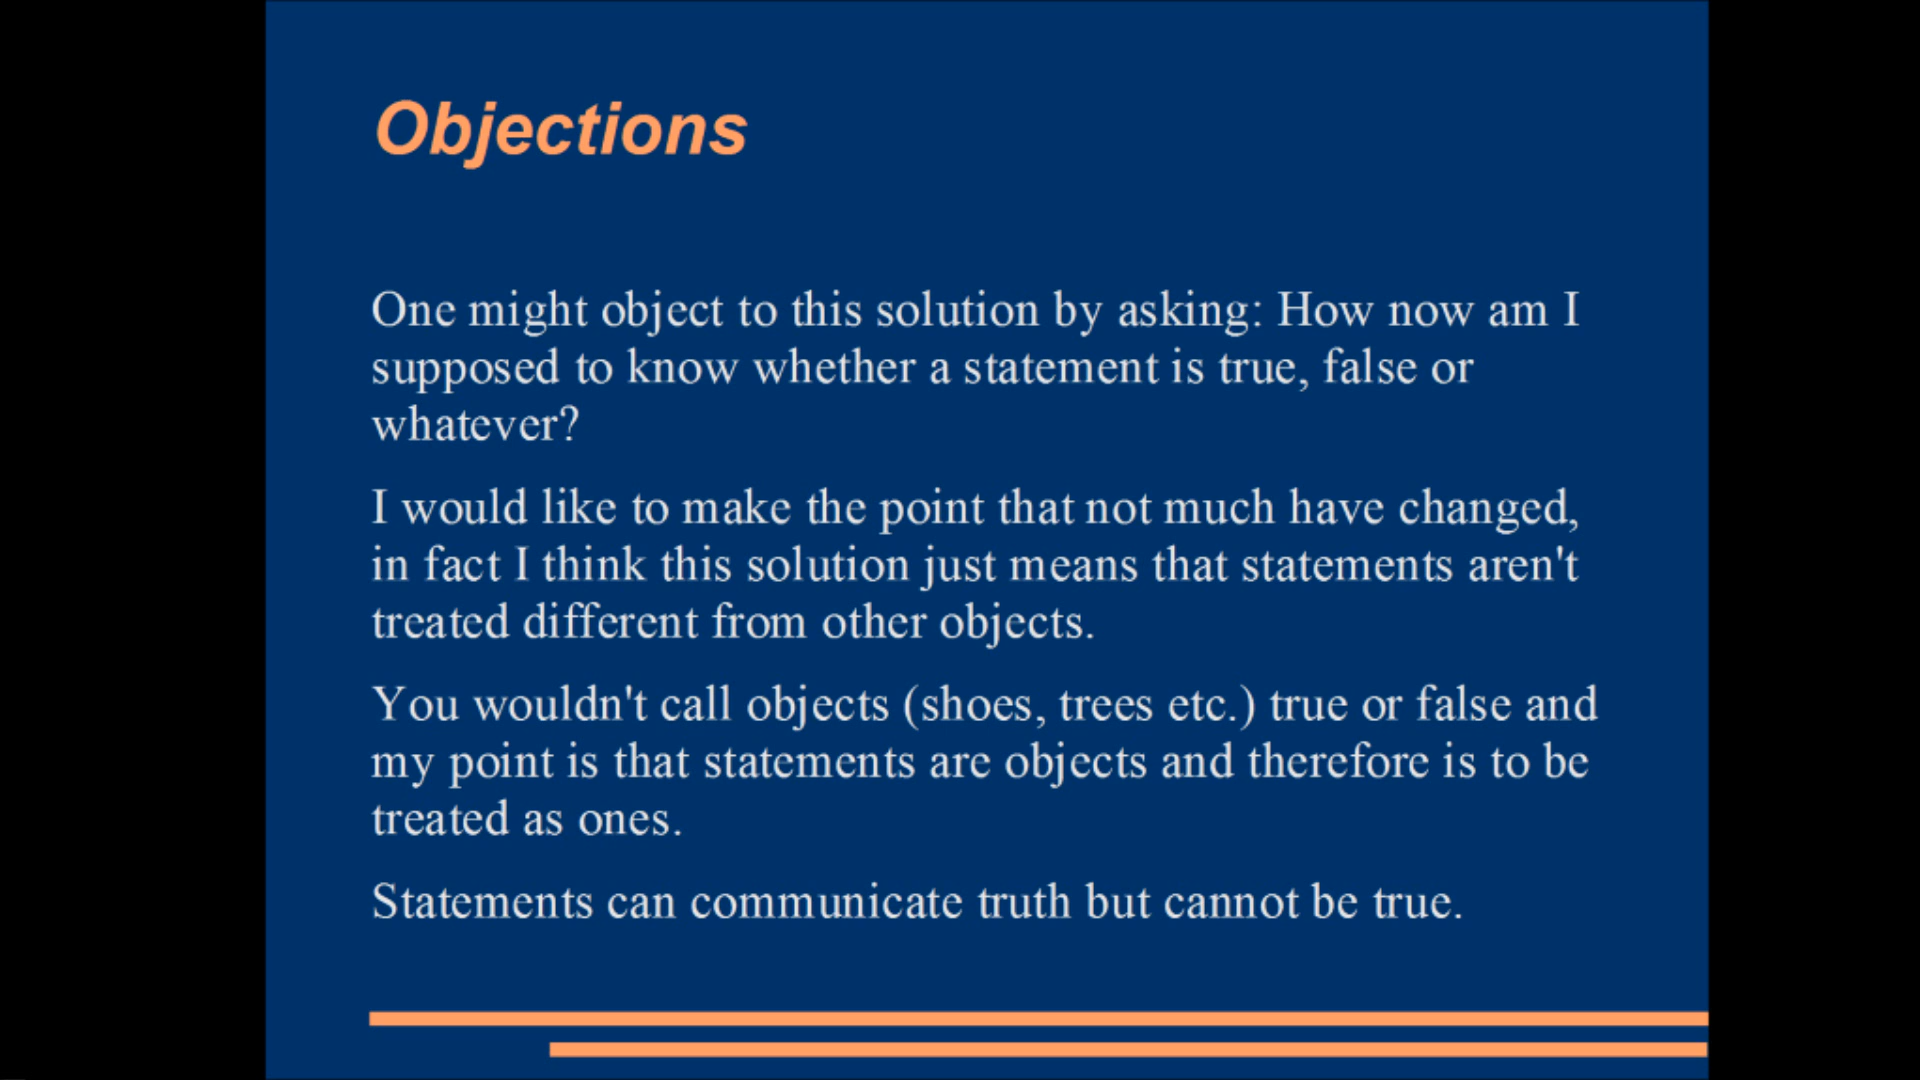 Objections
One might object to this solution by asking: How now am I
supposed to know whether a statement is true, false or
whatever?
I would like to make the point that not much have changed,
in fact I think this solution just means that statements aren't
treated different from other objects.
You wouldn't call objects (shoes, trees etc.) true or false and
my point is that statements are objects and therefore is to be
treated as ones.
Statements can communicate truth but cannot be true.